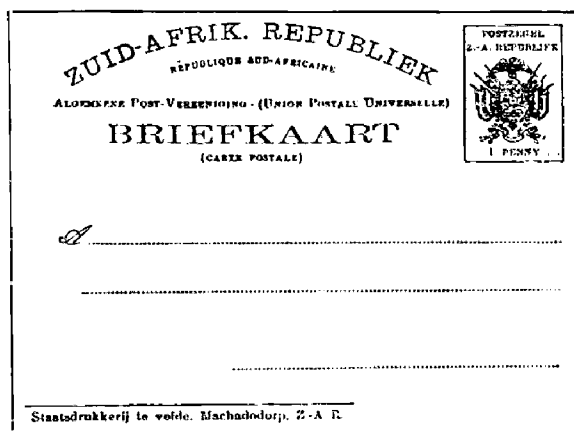 ZUID-AFRIK. REPUBLIEK
RÉPUBLIQUE SUD-AFRICAINE
ALGEMEENE POST-VEREENIGING - (UNION POSTALE UNIVERSELLE)
BRIEFKAART
(CARTE POSTALE)
POSTZEGEL
Z.-A. REPUBLIEK
1 PENNY
A
Staatsdrukkerij te velde. Machadodorp, Z.-A. R.